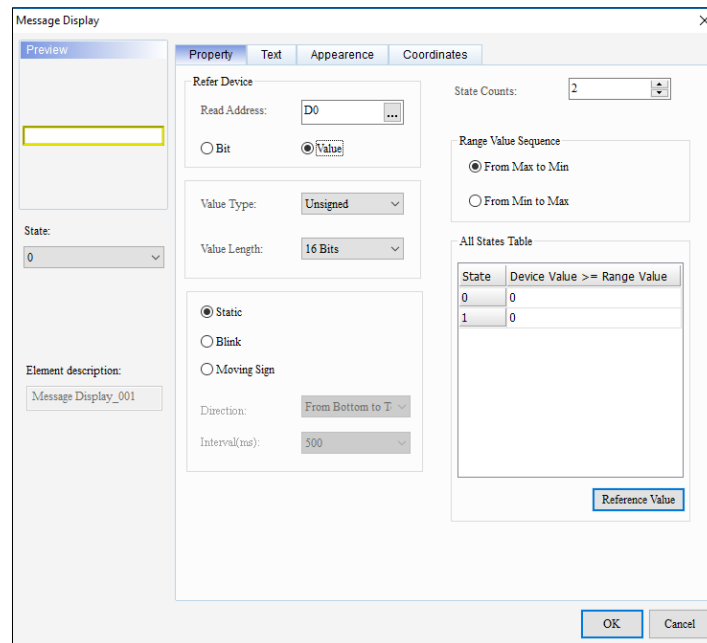 Message Display
Preview
State:
0
Element description:
Message Display_001
Property Text Appearence Coordinates
Refer Device
Read Address: D0 ...
Bit Value
Value Type: Unsigned
Value Length: 16 Bits
Static
Blink
Moving Sign
Direction: From Bottom to T
Interval(ms): 500
State Counts: 2
Range Value Sequence
From Max to Min
From Min to Max
All States Table
State Device Value >= Range Value
0 0
1 0
Reference Value
OK Cancel